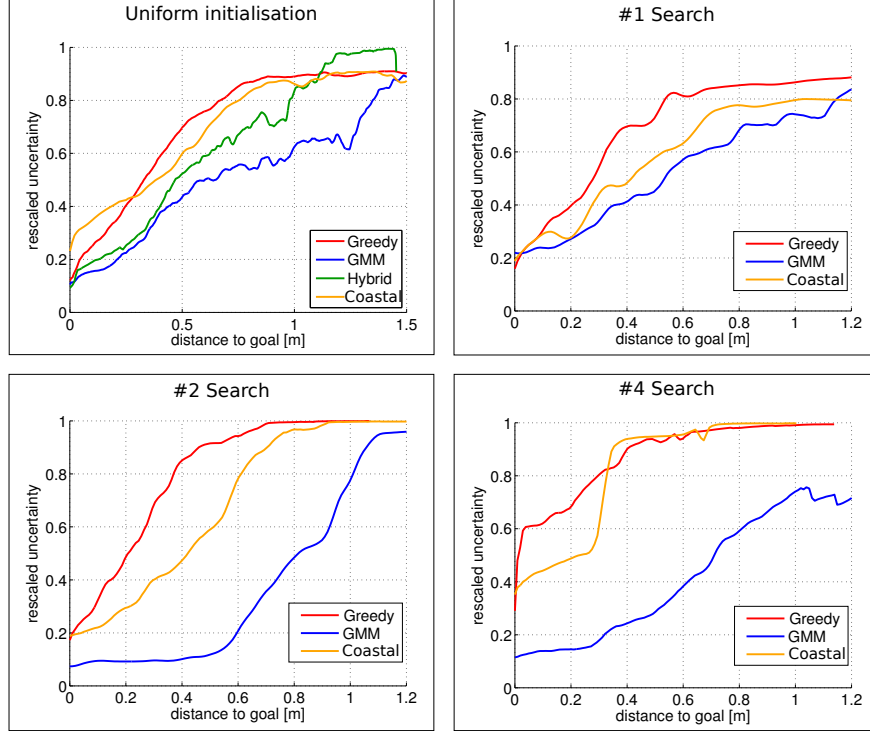 Uniform initialisation
1
0.8
0.6
0.4
0.2
0
0 0.5 1 1.5
rescaled uncertainty
distance to goal [m]
Greedy
GMM
Hybrid
Coastal
#1 Search
1
0.8
0.6
0.4
0.2
0
0 0.2 0.4 0.6 0.8 1 1.2
rescaled uncertainty
distance to goal [m]
Greedy
GMM
Coastal
#2 Search
1
0.8
0.6
0.4
0.2
0
0 0.2 0.4 0.6 0.8 1 1.2
rescaled uncertainty
distance to goal [m]
Greedy
GMM
Coastal
#4 Search
1
0.8
0.6
0.4
0.2
0
0 0.2 0.4 0.6 0.8 1 1.2
rescaled uncertainty
distance to goal [m]
Greedy
GMM
Coastal